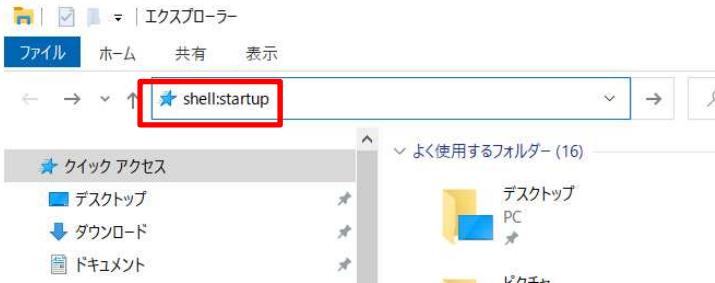 エクスプローラー
ファイル ホーム 共有 表示
shell:startup
クイック アクセス
デスクトップ
ダウンロード
ドキュメント
よく使用するフォルダー (16)
デスクトップ
PC